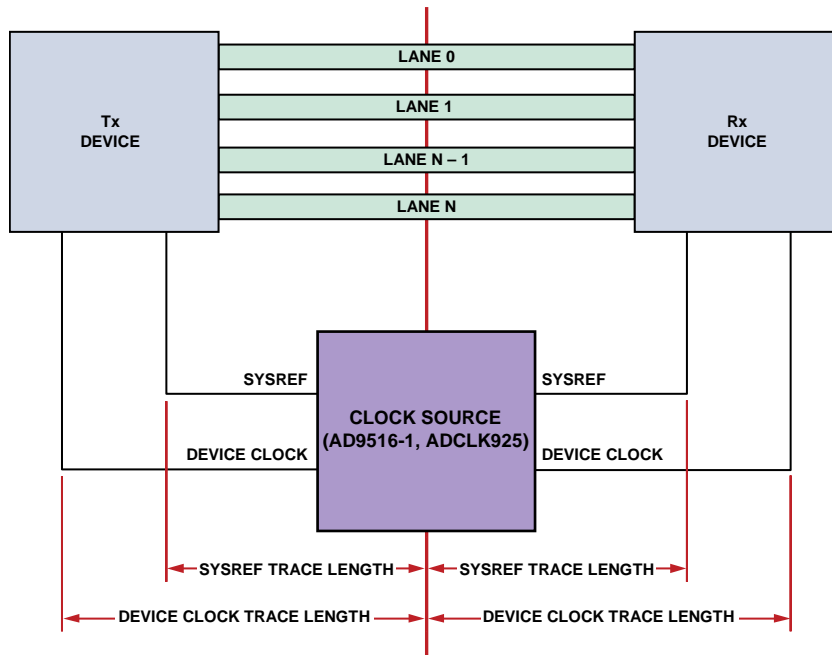 LANE 0
LANE 1
LANE N – 1
LANE N
Tx
DEVICE
Rx
DEVICE
SYSREF
SYSREF
CLOCK SOURCE
(AD9516-1, ADCLK925)
DEVICE CLOCK
DEVICE CLOCK
SYSREF TRACE LENGTH
SYSREF TRACE LENGTH
DEVICE CLOCK TRACE LENGTH
DEVICE CLOCK TRACE LENGTH